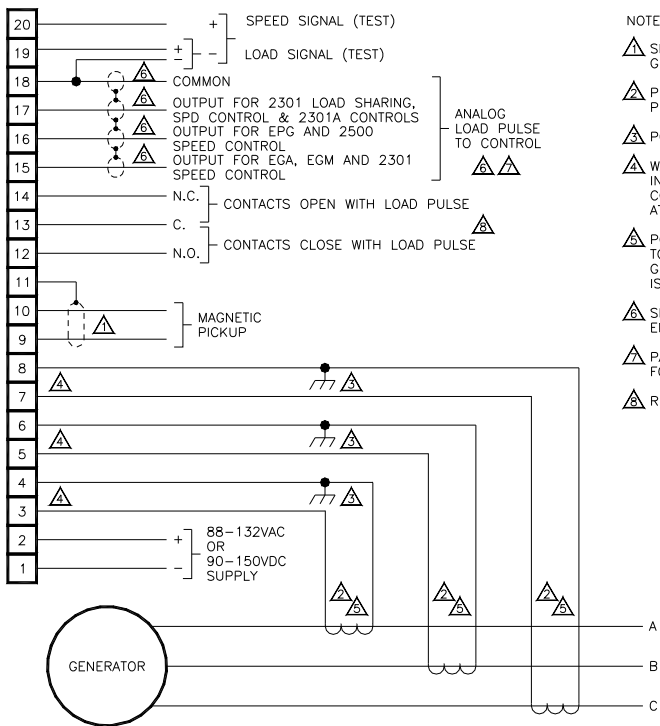 20 + SPEED SIGNAL (TEST)
19 + - LOAD SIGNAL (TEST)
-
18 6 COMMON
17 6 OUTPUT FOR 2301 LOAD SHARING,
SPD CONTROL & 2301A CONTROLS
16 6 OUTPUT FOR EPG AND 2500
SPEED CONTROL
15 6 OUTPUT FOR EGA, EGM AND 2301
SPEED CONTROL
ANALOG
LOAD PULSE
TO CONTROL
6 7
14 N.C. CONTACTS OPEN WITH LOAD PULSE
13 C. 8
12 N.O. CONTACTS CLOSE WITH LOAD PULSE
11
10 1 MAGNETIC
9 PICKUP
8 4 3
7
6 4 3
5
4 4 3
3
2 + 88-132VAC
OR
90-150VDC
1 - SUPPLY
2 5 2 5 2 5
GENERATOR
A
B
C
NOTE
1 S
G
2 P
P
3 P
4 W
IN
C
AT
5 P
TO
G
IS
6 S
E
7 P
FO
8 R